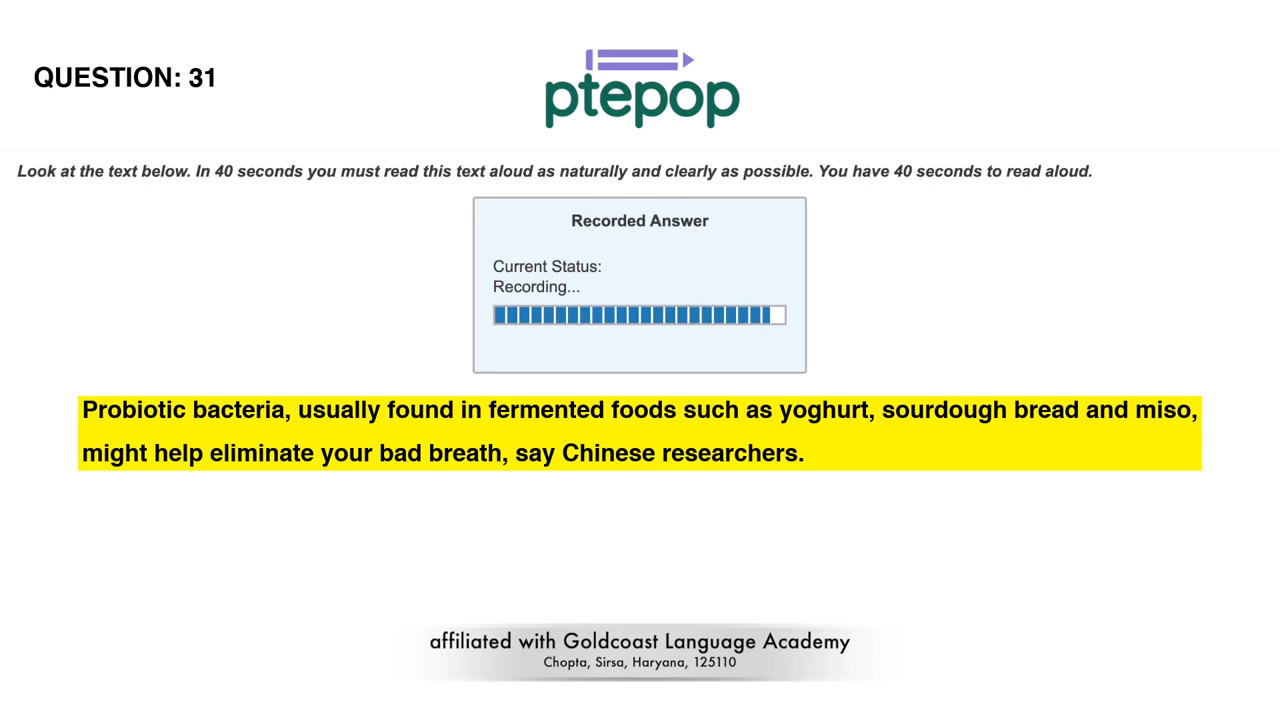 QUESTION: 31
ptepop
Look at the text below. In 40 seconds you must read this text aloud as naturally and clearly as possible. You have 40 seconds to read aloud.
Recorded Answer
Current Status:
Recording...
Probiotic bacteria, usually found in fermented foods such as yoghurt, sourdough bread and miso,
might help eliminate your bad breath, say Chinese researchers.
affiliated with Goldcoast Language Academy
Chopta, Sirsa, Haryana, 125110